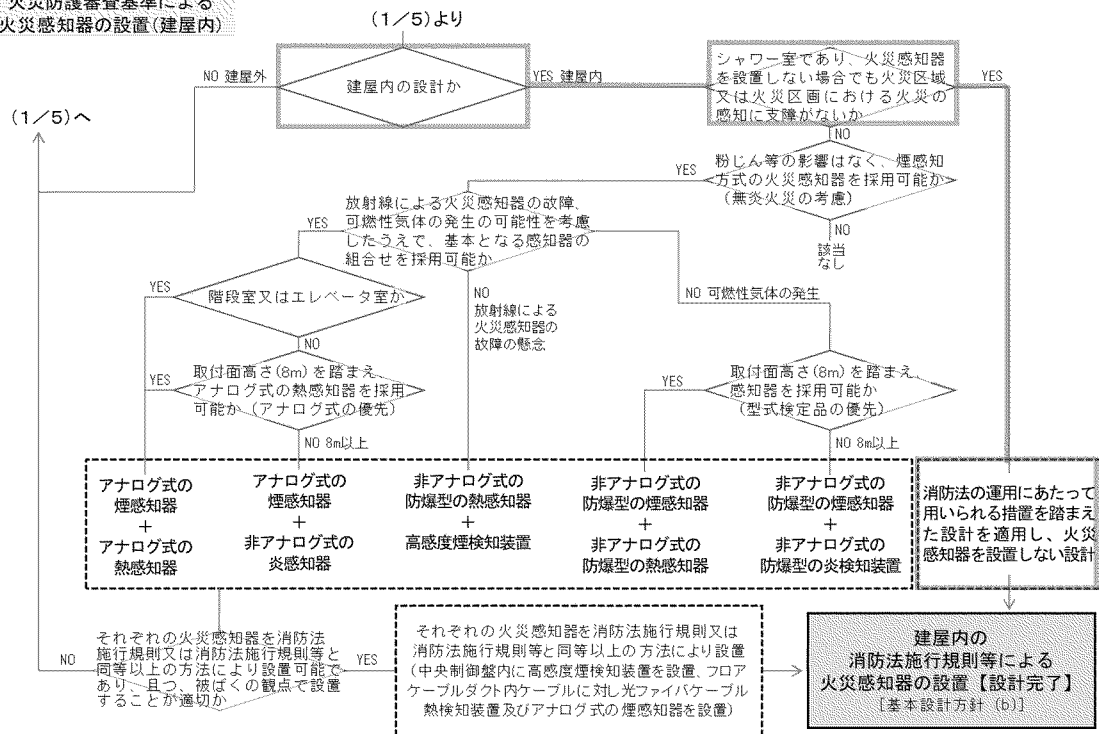 火災防護審査基準による
火災感知器の設置(建屋内)
(1/5)より
NO 建屋外
建屋内の設計か
YES 建屋内
シャワー室であり、火災感知器
を設置しない場合でも火災区域
又は火災区画における火災の
感知に支障がないか
YES
(1/5)へ
NO
粉じん等の影響はなく、煙感知
方式の火災感知器を採用可能か
(無炎火災の考慮)
YES
NO
該当
なし
放射線による火災感知器の故障、
可燃性気体の発生の可能性を考慮
したうえで、基本となる感知器の
組合せを採用可能か
YES
NO
放射線による
火災感知器の
故障の懸念
NO 可燃性気体の発生
YES
階段室又はエレベータ室か
NO
YES
取付面高さ(8m)を踏まえ
アナログ式の熱感知器を採用
可能か(アナログ式の優先)
NO 8m以上
YES
取付面高さ(8m)を踏まえ
感知器を採用可能か
(型式検定品の優先)
NO 8m以上
アナログ式の
煙感知器
+
アナログ式の
熱感知器
アナログ式の
煙感知器
+
非アナログ式の
炎感知器
非アナログ式の
防爆型の熱感知器
+
高感度煙検知装置
非アナログ式の
防爆型の煙感知器
+
非アナログ式の
防爆型の熱感知器
非アナログ式の
防爆型の煙感知器
+
非アナログ式の
防爆型の炎検知装置
消防法の運用にあたって
用いられる措置を踏まえ
た設計を適用し、火災
感知器を設置しない設計
NO
それぞれの火災感知器を消防法
施行規則又は消防法施行規則等と
同等以上の方法により設置可能で
あり、且つ、被ばくの観点で設置
することが適切か
YES
それぞれの火災感知器を消防法施行規則又は
消防法施行規則等と同等以上の方法により設置
(中央制御盤内に高感度煙検知装置を設置、フロア
ケーブルダクト内ケーブルに対し光ファイバケーブル
熱検知装置及びアナログ式の煙感知器を設置)
建屋内の
消防法施行規則等による
火災感知器の設置【設計完了】
[基本設計方針 (b)]